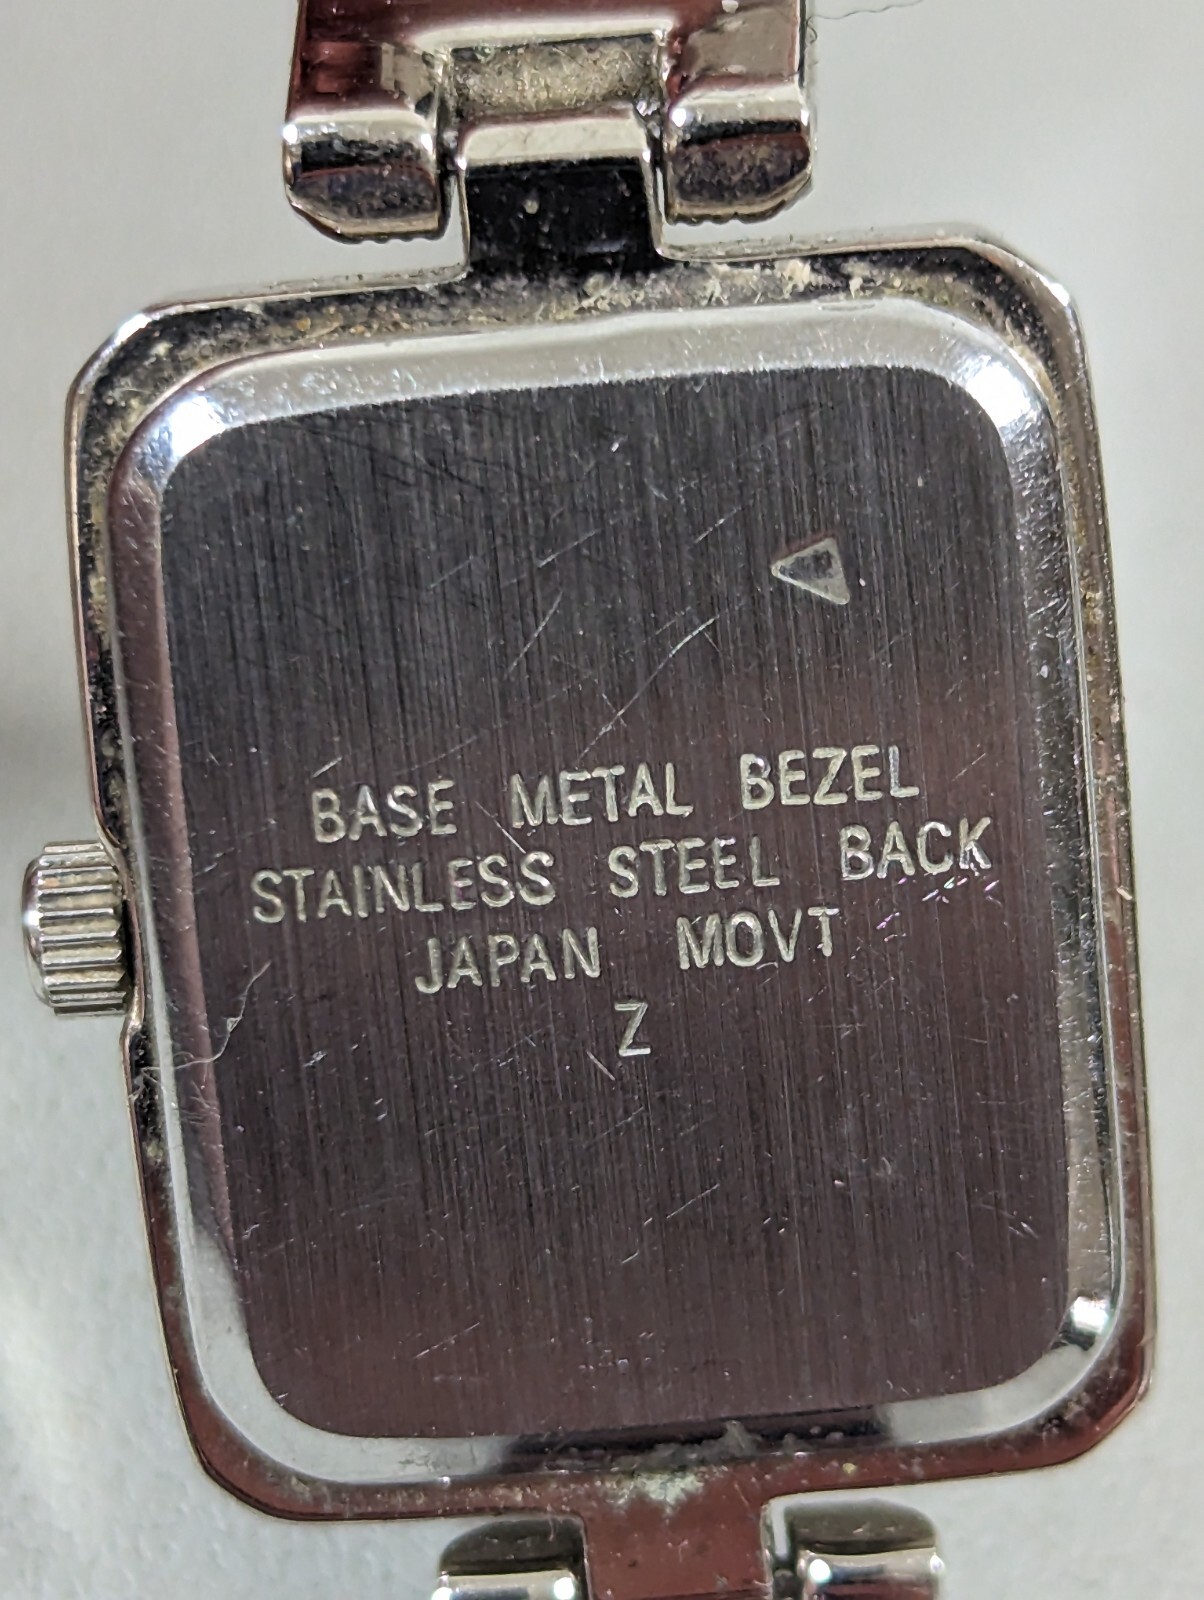 BASE METAL BEZEL
STAINLESS STEEL BACK
JAPAN MOVT
Z